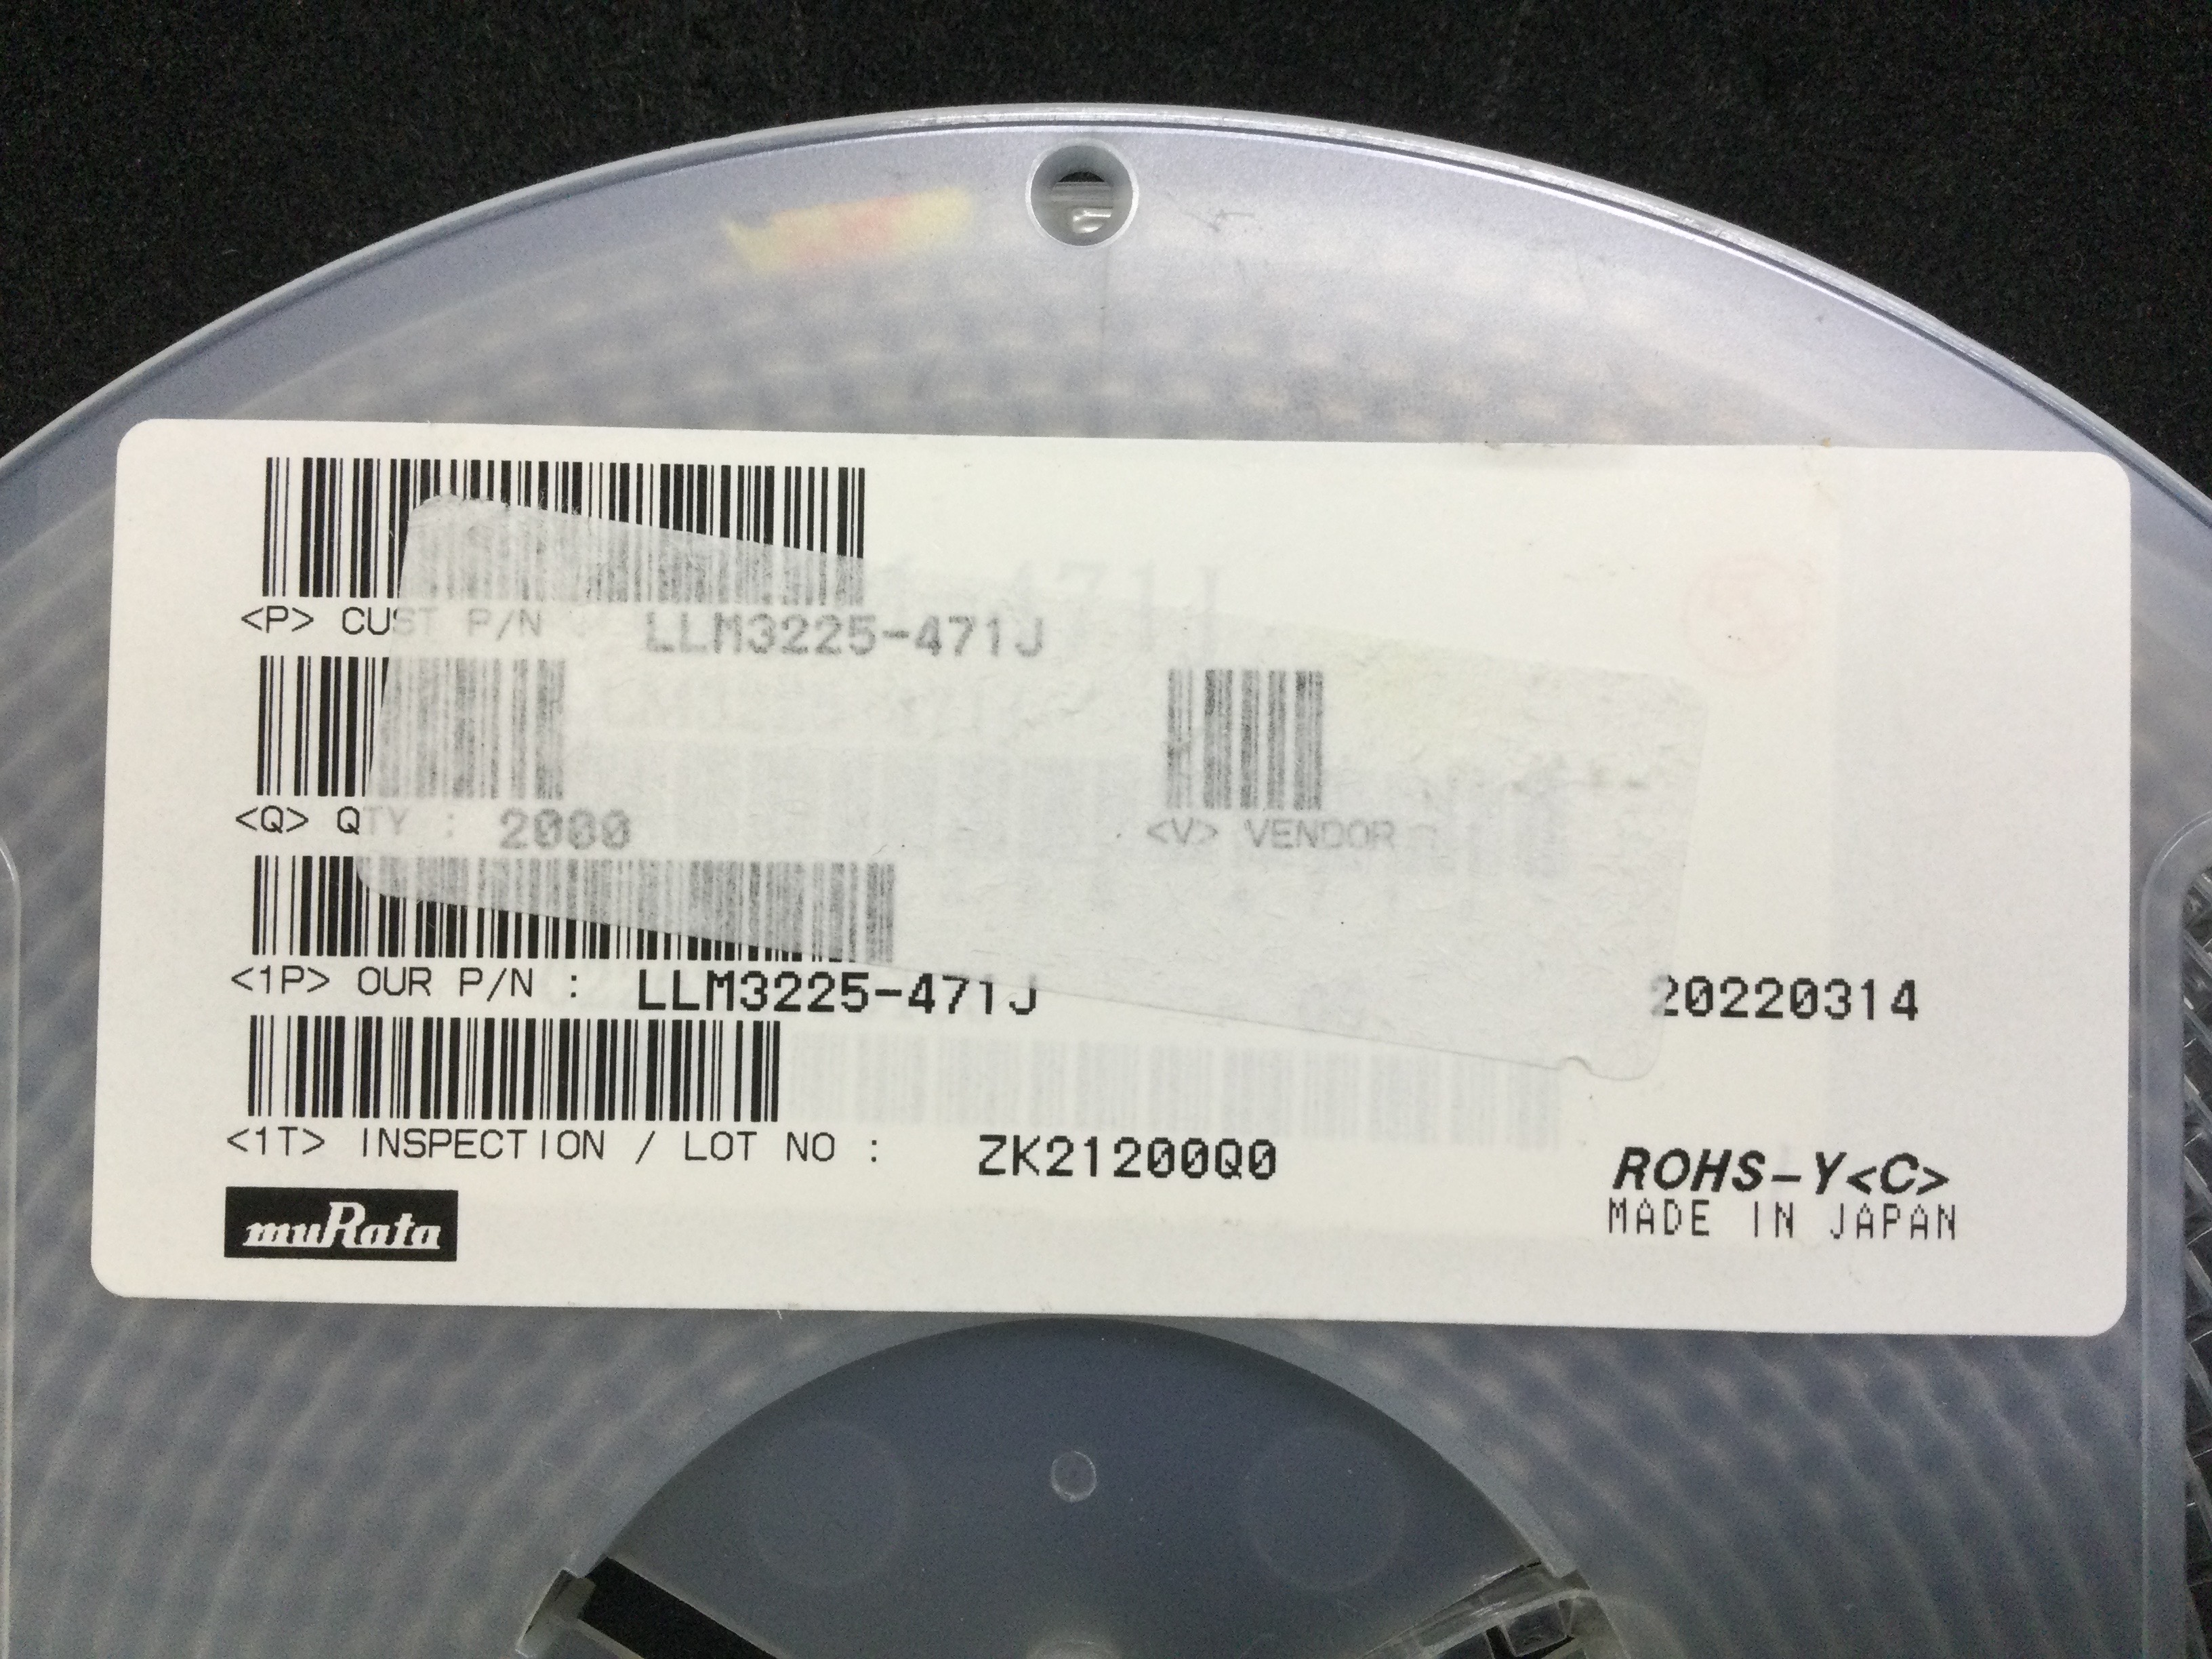 <P> CUST P/N : LLM3225-471J
<Q> QTY : 2000
<V> VENDOR
<1P> OUR P/N : LLM3225-471J
20220314
<1T> INSPECTION / LOT NO : ZK21200Q0
ROHS-Y<C>
MADE IN JAPAN
muRata